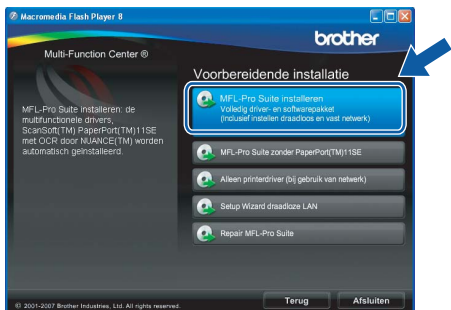 Macromedia Flash Player 8
brother
Multi-Function Center ®
Voorbereidende installatie
MFL-Pro Suite installeren: de
multifunctionele drivers,
ScanSoft(TM) PaperPort(TM)11SE
met OCR door NUANCE(TM) worden
automatisch geïnstalleerd.
MFL-Pro Suite installeren
Volledig driver- en softwarepakket
(Inclusief instellen draadloos en vast netwerk)
MFL-Pro Suite zonder PaperPort(TM)11SE
Alleen printerdriver (bij gebruik van netwerk)
Setup Wizard draadloze LAN
Repair MFL-Pro Suite
© 2001-2007 Brother Industries, Ltd. All rights reserved.
Terug
Afsluiten